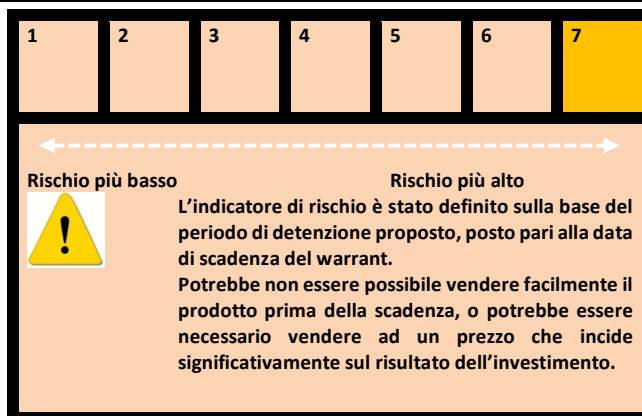 1 2 3 4 5 6 7
Rischio più basso Rischio più alto
L’indicatore di rischio è stato definito sulla base del
periodo di detenzione proposto, posto pari alla data
di scadenza del warrant.
Potrebbe non essere possibile vendere facilmente il
prodotto prima della scadenza, o potrebbe essere
necessario vendere ad un prezzo che incide
significativamente sul risultato dell’investimento.